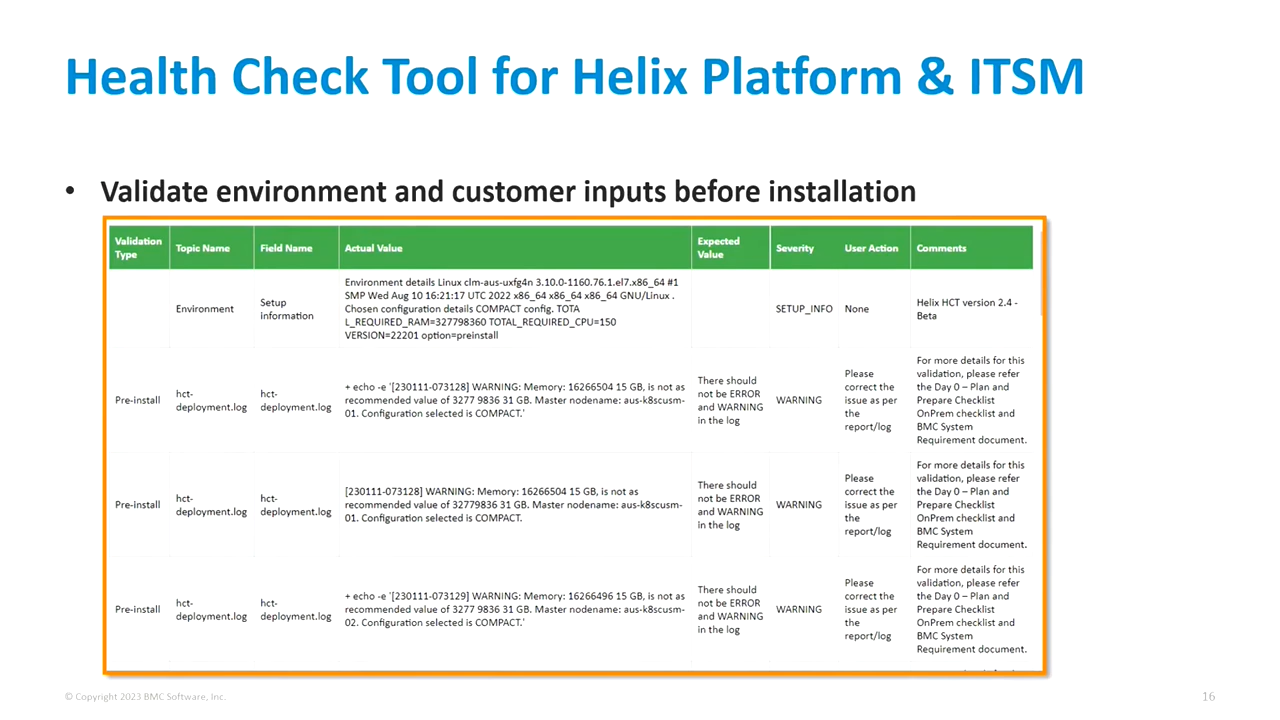 Health Check Tool for Helix Platform & ITSM
• Validate environment and customer inputs before installation
Validation
Type
Topic Name
Field Name
Actual Value
Expected
Value
Severity
User Action
Comments
Environment
Setup
information
Environment details Linux clm-aus-uxfg4n 3.10.0-1160.76.1.el7.x86_64 #1
SMP Wed Aug 10 16:21:17 UTC 2022 x86_64 x86_64 x86_64 GNU/Linux .
Chosen configuration details COMPACT config. TOTA
L_REQUIRED_RAM=327798360 TOTAL_REQUIRED_CPU=150
VERSION=22201 option=preinstall
SETUP_INFO
None
Helix HCT version 2.4 -
Beta
Pre-install
hct-
deployment.log
hct-
deployment.log
+ echo -e '[230111-073128] WARNING: Memory: 16266504 15 GB, is not as
recommended value of 3277 9836 31 GB. Master nodename: aus-k8scusm-
01. Configuration selected is COMPACT.'
There should
not be ERROR
and WARNING
in the log
WARNING
Please
correct the
issue as per
the
report/log
For more details for this
validation, please refer
the Day 0 – Plan and
Prepare Checklist
OnPrem checklist and
BMC System
Requirement document.
Pre-install
hct-
deployment.log
hct-
deployment.log
[230111-073128] WARNING: Memory: 16266504 15 GB, is not as
recommended value of 32779836 31 GB. Master nodename: aus-k8scusm-
01. Configuration selected is COMPACT.
There should
not be ERROR
and WARNING
in the log
WARNING
Please
correct the
issue as per
the
report/log
For more details for this
validation, please refer
the Day 0 – Plan and
Prepare Checklist
OnPrem checklist and
BMC System
Requirement document.
Pre-install
hct-
deployment.log
hct-
deployment.log
+ echo -e '[230111-073129] WARNING: Memory: 16266496 15 GB, is not as
recommended value of 3277 9836 31 GB. Master nodename: aus-k8scusm-
02. Configuration selected is COMPACT.'
There should
not be ERROR
and WARNING
in the log
WARNING
Please
correct the
issue as per
the
report/log
For more details for this
validation, please refer
the Day 0 – Plan and
Prepare Checklist
OnPrem checklist and
BMC System
Requirement document.
© Copyright 2023 BMC Software, Inc.
16